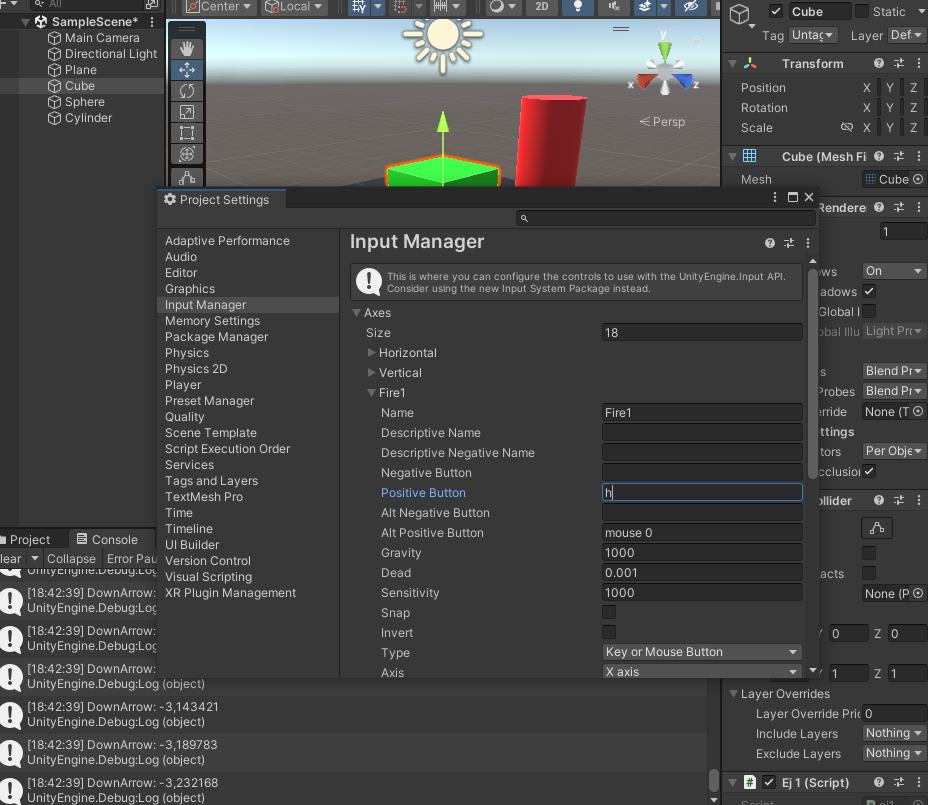 All
SampleScene*
Main Camera
Directional Light
Plane
Cube
Sphere
Cylinder
Center
Local
2D
y
x
z
Persp
Cube
Static
Tag
Layer
Transform
Position X Y Z
Rotation X Y Z
Scale X Y Z
Cube (Mesh Fi
Mesh
Cube
Project Settings
Adaptive Performance
Audio
Editor
Graphics
Input Manager
Memory Settings
Package Manager
Physics
Physics 2D
Player
Preset Manager
Quality
Scene Template
Script Execution Order
Services
Tags and Layers
TextMesh Pro
Time
Timeline
UI Builder
Version Control
Visual Scripting
XR Plugin Management
Input Manager
This is where you can configure the controls to use with the UnityEngine.Input API.
Consider using the new Input System Package instead.
Axes
Size 18
Horizontal
Vertical
Fire1
Name Fire1
Descriptive Name
Descriptive Negative Name
Negative Button
Positive Button h
Alt Negative Button
Alt Positive Button mouse 0
Gravity 1000
Dead 0.001
Sensitivity 1000
Snap
Invert
Type Key or Mouse Button
Axis X axis
Rendere
1
ows On
adows
Global I
obal Illu Light Pro
s Blend Pr
Probes Blend Pr
erride None (T
ttings
tors Per Obje
cclusion
ollider
acts
None (P
0 Z 0
1 Z 1
Layer Overrides
Layer Override Pric 0
Include Layers Nothing
Exclude Layers Nothing
Ej 1 (Script)
Project
Console
lear
Collapse
Error Pau
UnityEngine.Debug:Log
[18:42:39] DownArrow:
UnityEngine.Debug:Log
[18:42:39] DownArrow:
UnityEngine.Debug:Log
[18:42:39] DownArrow:
UnityEngine.Debug:Log (object)
[18:42:39] DownArrow: -3,143421
UnityEngine.Debug:Log (object)
[18:42:39] DownArrow: -3,189783
UnityEngine.Debug:Log (object)
[18:42:39] DownArrow: -3,232168
UnityEngine.Debug:Log (object)